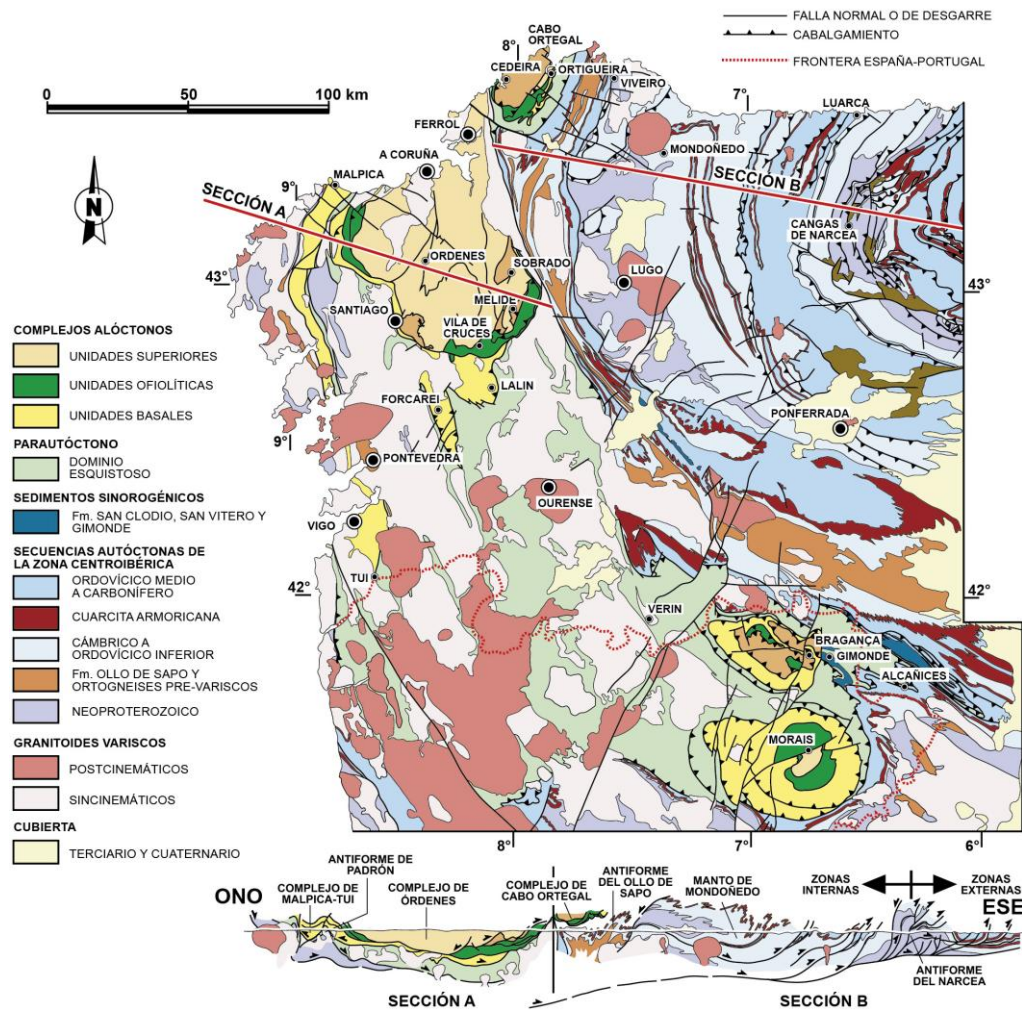 FALLA NORMAL O DE DESGARRE
CABALGAMIENTO
FRONTERA ESPAÑA-PORTUGAL
0
50
100 km
N
CABO
ORTEGAL
8°
CEDEIRA
ORTIGUEIRA
VIVEIRO
7°
LUARCA
FERROL
A CORUÑA
MONDOÑEDO
MALPICA
9°
SECCIÓN A
SECCIÓN B
CANGAS
DE NARCEA
ORDENES
SOBRADO
LUGO
43°
43°
MELIDE
SANTIAGO
VILA DE
CRUCES
LALIN
FORCAREI
PONFERRADA
9°
PONTEVEDRA
OURENSE
VIGO
42°
TUI
42°
VERIN
BRAGANÇA
GIMONDE
ALCAÑICES
MORAIS
8°
7°
6°
COMPLEJOS ALÓCTONOS
UNIDADES SUPERIORES
UNIDADES OFIOLÍTICAS
UNIDADES BASALES
PARAUTÓCTONO
DOMINIO
ESQUISTOSO
SEDIMENTOS SINOROGÉNICOS
Fm. SAN CLODIO, SAN VITERO Y
GIMONDE
SECUENCIAS AUTÓCTONAS DE
LA ZONA CENTROIBÉRICA
ORDOVÍCICO MEDIO
A CARBONÍFERO
CUARCITA ARMORICANA
CÁMBRICO A
ORDOVÍCICO INFERIOR
Fm. OLLO DE SAPO Y
ORTOGNEISES PRE-VARISCOS
NEOPROTEROZOICO
GRANITOIDES VARISCOS
POSTCINEMÁTICOS
SINCINEMÁTICOS
CUBIERTA
TERCIARIO Y CUATERNARIO
ONO
COMPLEJO DE
MALPICA-TUI
ANTIFORME DE
PADRÓN
COMPLEJO DE
ÓRDENES
COMPLEJO DE
CABO ORTEGAL
ANTIFORME
DEL OLLO DE
SAPO
MANTO DE
MONDOÑEDO
ZONAS
INTERNAS
ZONAS
EXTERNAS
ESE
ANTIFORME
DEL NARCEA
SECCIÓN A
SECCIÓN B